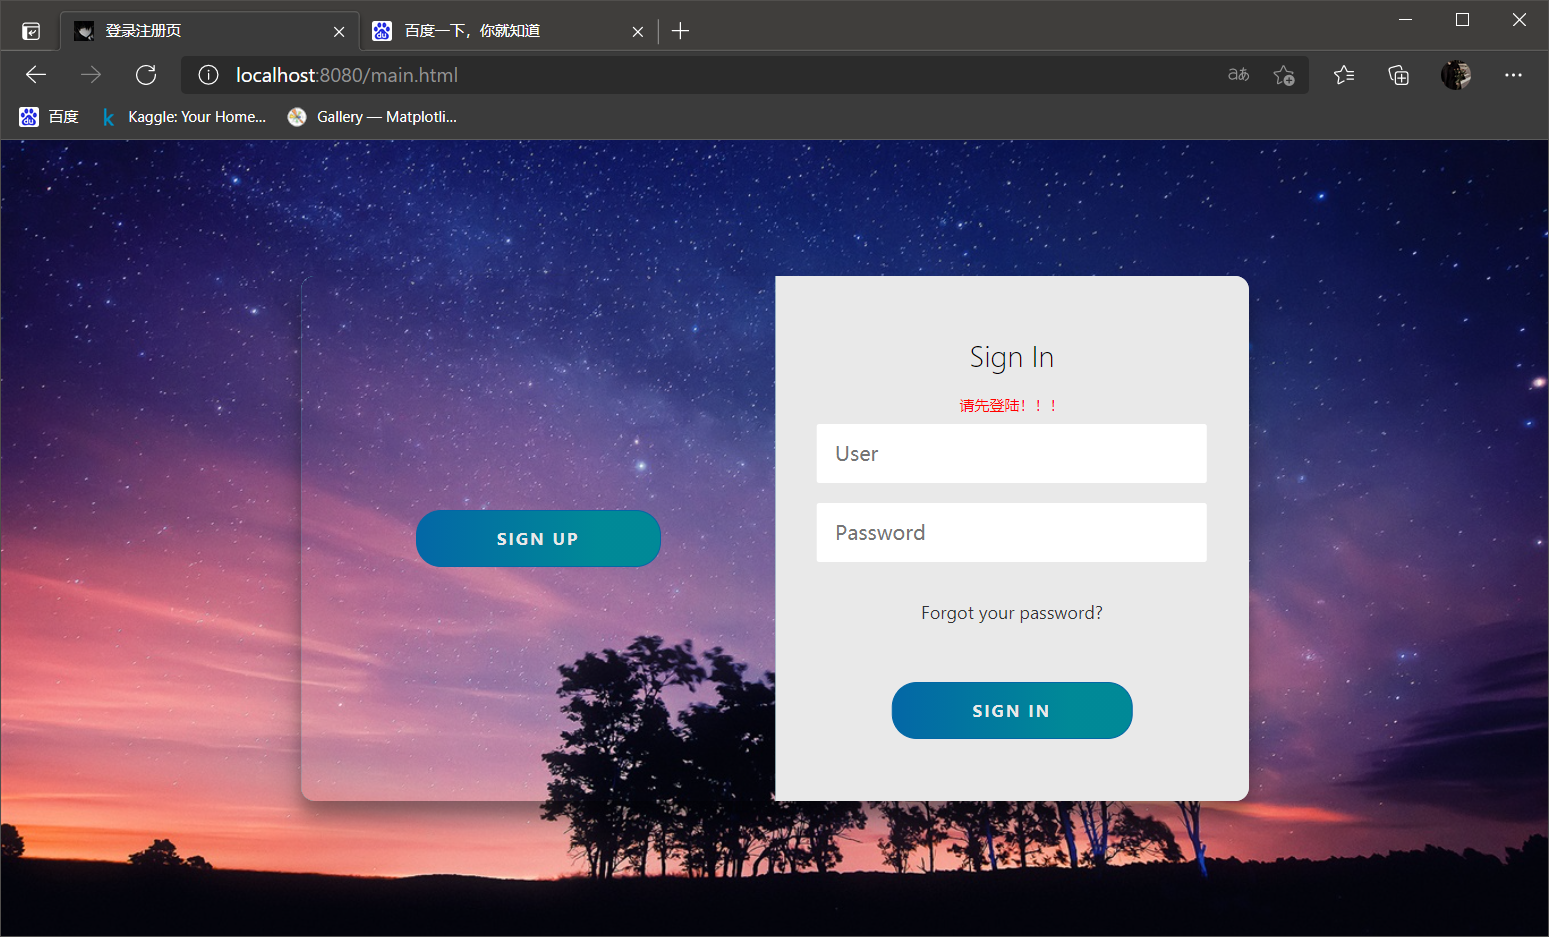 登录注册页
百度一下，你就知道
localhost:8080/main.html
aあ
百度
Kaggle: Your Home...
Gallery — Matplotli...
Sign In
请先登陆！！！
User
Password
SIGN UP
Forgot your password?
SIGN IN